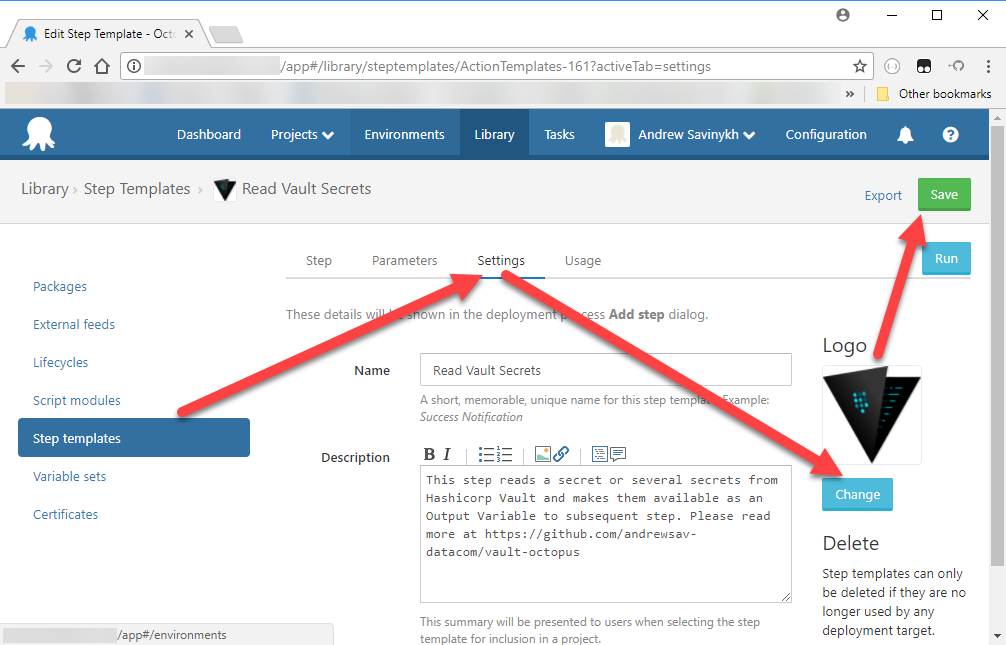 Edit Step Template - Octo
/app#/library/steptemplates/ActionTemplates-161?activeTab=settings
» Other bookmarks
Dashboard Projects Environments Library Tasks Andrew Savinykh Configuration ?
Library › Step Templates › Read Vault Secrets
Export Save
Step Parameters Settings Usage Run
Packages
External feeds
Lifecycles
Script modules
Step templates
Variable sets
Certificates
These details will be shown in the deployment process Add step dialog.
Name Read Vault Secrets
A short, memorable, unique name for this step template. Example:
Success Notification
Description B I
This step reads a secret or several secrets from
Hashicorp Vault and makes them available as an
Output Variable to subsequent step. Please read
more at https://github.com/andrewsav-
datacom/vault-octopus
This summary will be presented to users when selecting the step
template for inclusion in a project.
Logo
Change
Delete
Step templates can only
be deleted if they are no
longer used by any
deployment target.
/app#/environments